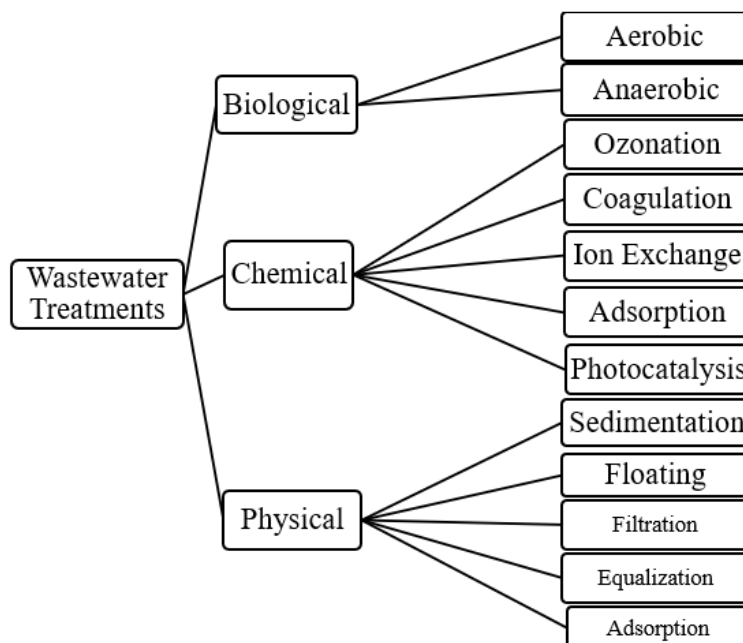 Wastewater
Treatments
Biological
Aerobic
Anaerobic
Chemical
Ozonation
Coagulation
Ion Exchange
Adsorption
Photocatalysis
Physical
Sedimentation
Floating
Filtration
Equalization
Adsorption